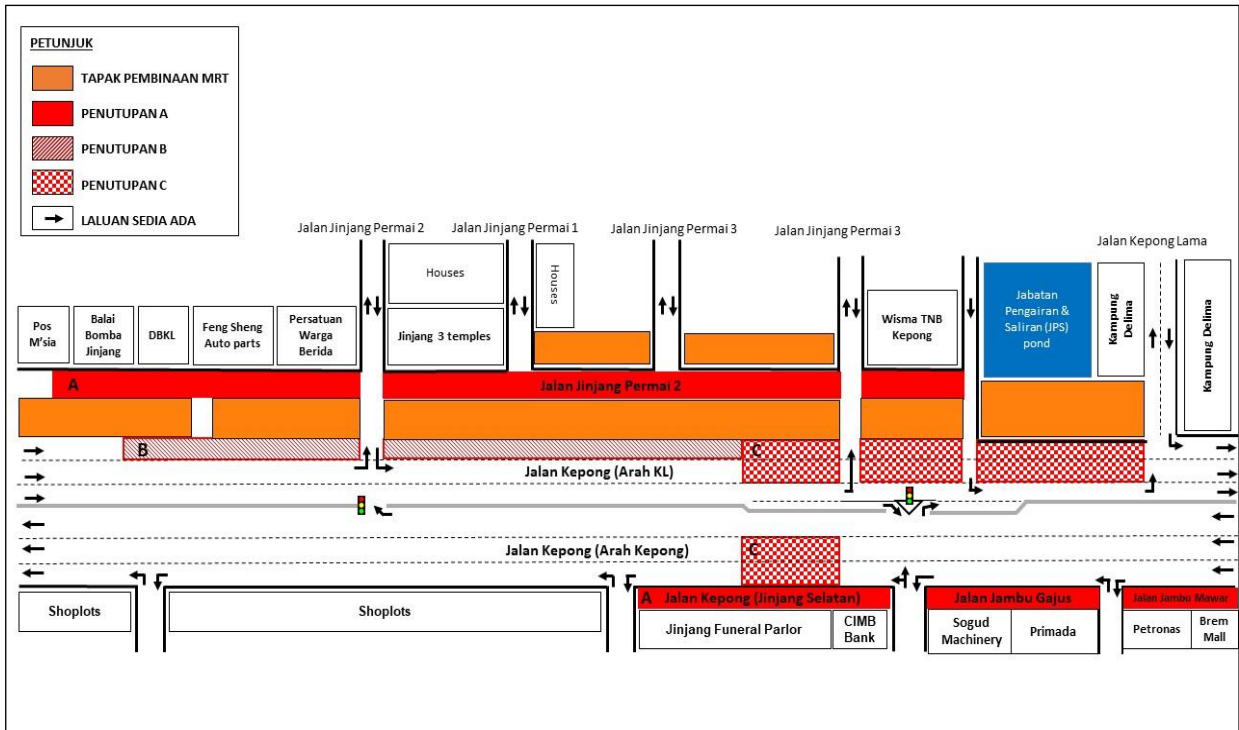 PETUNJUK
TAPAK PEMBINAAN MRT
PENUTUPAN A
PENUTUPAN B
PENUTUPAN C
LALUAN SEDIA ADA
Jalan Jinjang Permai 2
Jalan Jinjang Permai 1
Jalan Jinjang Permai 3
Jalan Jinjang Permai 3
Jalan Kepong Lama
Houses
Houses
Pos
M'sia
Balai
Bomba
Jinjang
DBKL
Feng Sheng
Auto parts
Persatuan
Warga
Berida
Jinjang 3 temples
Wisma TNB
Kepong
Jabatan
Pengairan &
Saliran (JPS)
pond
Kampung
Delima
Kampung Delima
A
Jalan Jinjang Permai 2
B
C
Jalan Kepong (Arah KL)
Jalan Kepong (Arah Kepong)
C
Shoplots
Shoplots
A
Jalan Kepong (Jinjang Selatan)
Jinjang Funeral Parlor
CIMB
Bank
Jalan Jambu Gajus
Sogud
Machinery
Primada
Jalan Jambu Mawar
Petronas
Brem
Mall